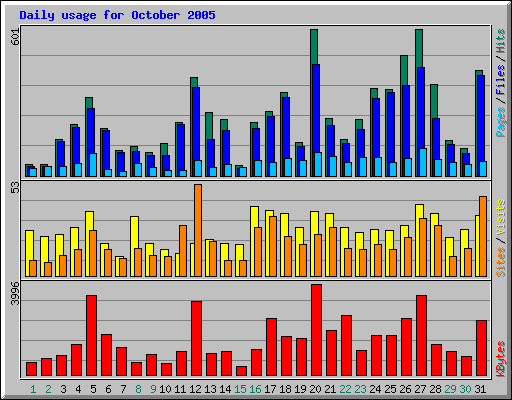 Daily usage for October 2005
601
Pages / Files / Hits
53
Sites / Visits
3996
KBytes
1 2 3 4 5 6 7 8 9 10 11 12 13 14 15 16 17 18 19 20 21 22 23 24 25 26 27 28 29 30 31